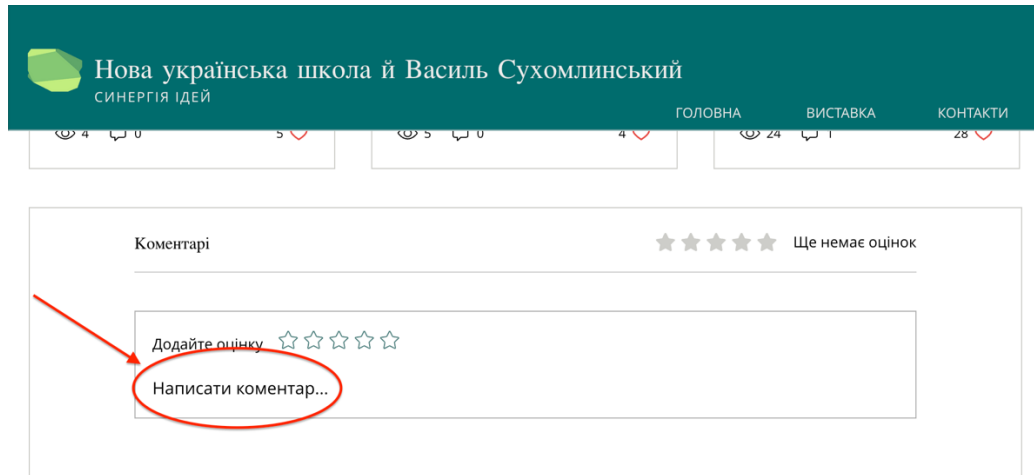 Нова українська школа й Василь Сухомлинський
СИНЕРГІЯ ІДЕЙ
ГОЛОВНА ВИСТАВКА КОНТАКТИ
4 0 5 5 0 4 24 1 28
Коментарі Ще немає оцінок
Додайте оцінку
Написати коментар...